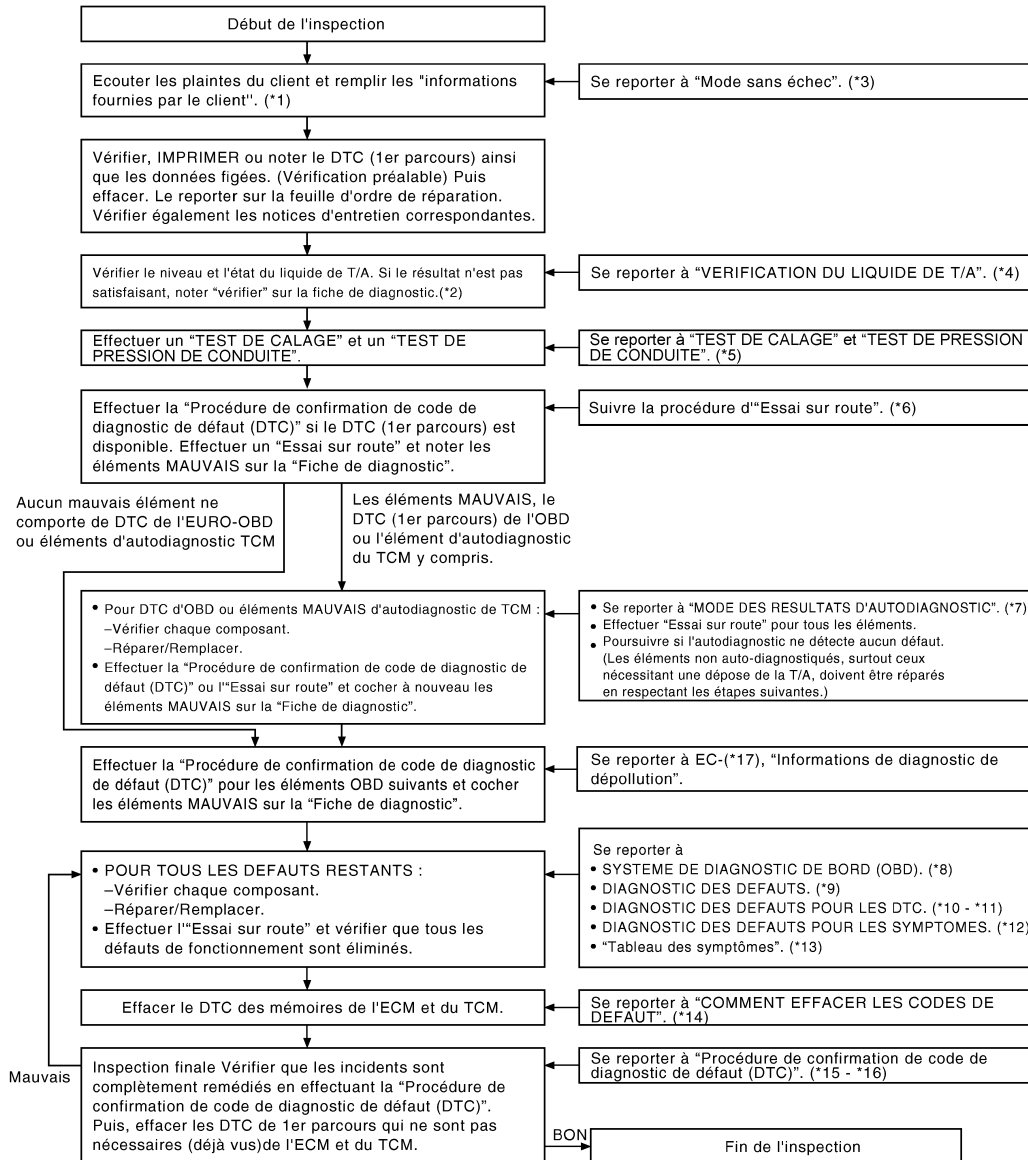 Début de l'inspection
Ecouter les plaintes du client et remplir les "informations
fournies par le client". (*1)
Se reporter à “Mode sans échec”. (*3)
Vérifier, IMPRIMER ou noter le DTC (1er parcours) ainsi
que les données figées. (Vérification préalable) Puis
effacer. Le reporter sur la feuille d'ordre de réparation.
Vérifier également les notices d'entretien correspondantes.
Vérifier le niveau et l'état du liquide de T/A. Si le résultat n'est pas
satisfaisant, noter “vérifier” sur la fiche de diagnostic.(*2)
Se reporter à “VERIFICATION DU LIQUIDE DE T/A”. (*4)
Effectuer un “TEST DE CALAGE” et un “TEST DE
PRESSION DE CONDUITE”.
Se reporter à “TEST DE CALAGE” et “TEST DE PRESSION
DE CONDUITE”. (*5)
Effectuer la “Procédure de confirmation de code de
diagnostic de défaut (DTC)” si le DTC (1er parcours) est
disponible. Effectuer un “Essai sur route” et noter les
éléments MAUVAIS sur la “Fiche de diagnostic”.
Suivre la procédure d'“Essai sur route”. (*6)
Aucun mauvais élément ne
comporte de DTC de l'EURO-OBD
ou éléments d'autodiagnostic TCM
Les éléments MAUVAIS, le
DTC (1er parcours) de l'OBD
ou l'élément d'autodiagnostic
du TCM y compris.
• Pour DTC d'OBD ou éléments MAUVAIS d'autodiagnostic de TCM :
–Vérifier chaque composant.
–Réparer/Remplacer.
• Effectuer la “Procédure de confirmation de code de diagnostic de
défaut (DTC)” ou l'“Essai sur route” et cocher à nouveau les
éléments MAUVAIS sur la “Fiche de diagnostic”.
• Se reporter à “MODE DES RESULTATS D'AUTODIAGNOSTIC”. (*7)
• Effectuer “Essai sur route” pour tous les éléments.
• Poursuivre si l'autodiagnostic ne détecte aucun défaut.
(Les éléments non auto-diagnostiqués, surtout ceux
nécessitant une dépose de la T/A, doivent être réparés
en respectant les étapes suivantes.)
Effectuer la “Procédure de confirmation de code de diagnostic
de défaut (DTC)” pour les éléments OBD suivants et cocher
les éléments MAUVAIS sur la “Fiche de diagnostic”.
Se reporter à EC-(*17), “Informations de diagnostic de
dépollution”.
• POUR TOUS LES DEFAUTS RESTANTS :
–Vérifier chaque composant.
–Réparer/Remplacer.
• Effectuer l'“Essai sur route” et vérifier que tous les
défauts de fonctionnement sont éliminés.
Se reporter à
• SYSTEME DE DIAGNOSTIC DE BORD (OBD). (*8)
• DIAGNOSTIC DES DEFAUTS. (*9)
• DIAGNOSTIC DES DEFAUTS POUR LES DTC. (*10 - *11)
• DIAGNOSTIC DES DEFAUTS POUR LES SYMPTOMES. (*12)
• “Tableau des symptômes”. (*13)
Effacer le DTC des mémoires de l'ECM et du TCM.
Se reporter à “COMMENT EFFACER LES CODES DE
DEFAUT”. (*14)
Mauvais
Inspection finale Vérifier que les incidents sont
complètement remédiés en effectuant la “Procédure de
confirmation de code de diagnostic de défaut (DTC)”.
Puis, effacer les DTC de 1er parcours qui ne sont pas
nécessaires (déjà vus)de l'ECM et du TCM.
Se reporter à “Procédure de confirmation de code de
diagnostic de défaut (DTC)”. (*15 - *16)
BON
Fin de l'inspection